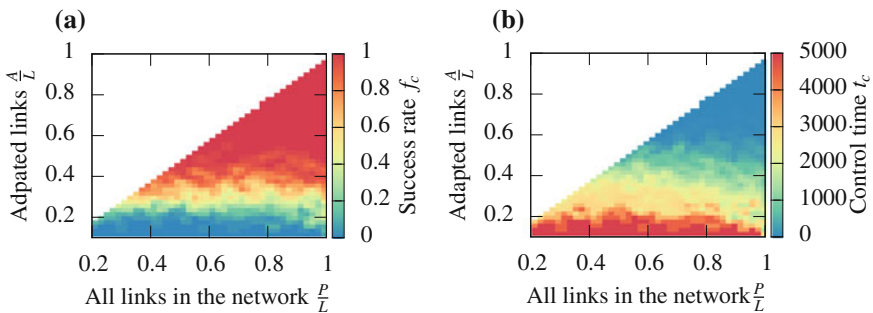 (a)
1
0.8
0.6
0.4
0.2
0.2 0.4 0.6 0.8 1
Adpated links A/L
All links in the network P/L
1
0.8
0.6
0.4
0.2
0
Success rate f_c
(b)
1
0.8
0.6
0.4
0.2
0.2 0.4 0.6 0.8 1
Adapted links A/L
All links in the network P/L
5000
4000
3000
2000
1000
0
Control time t_c